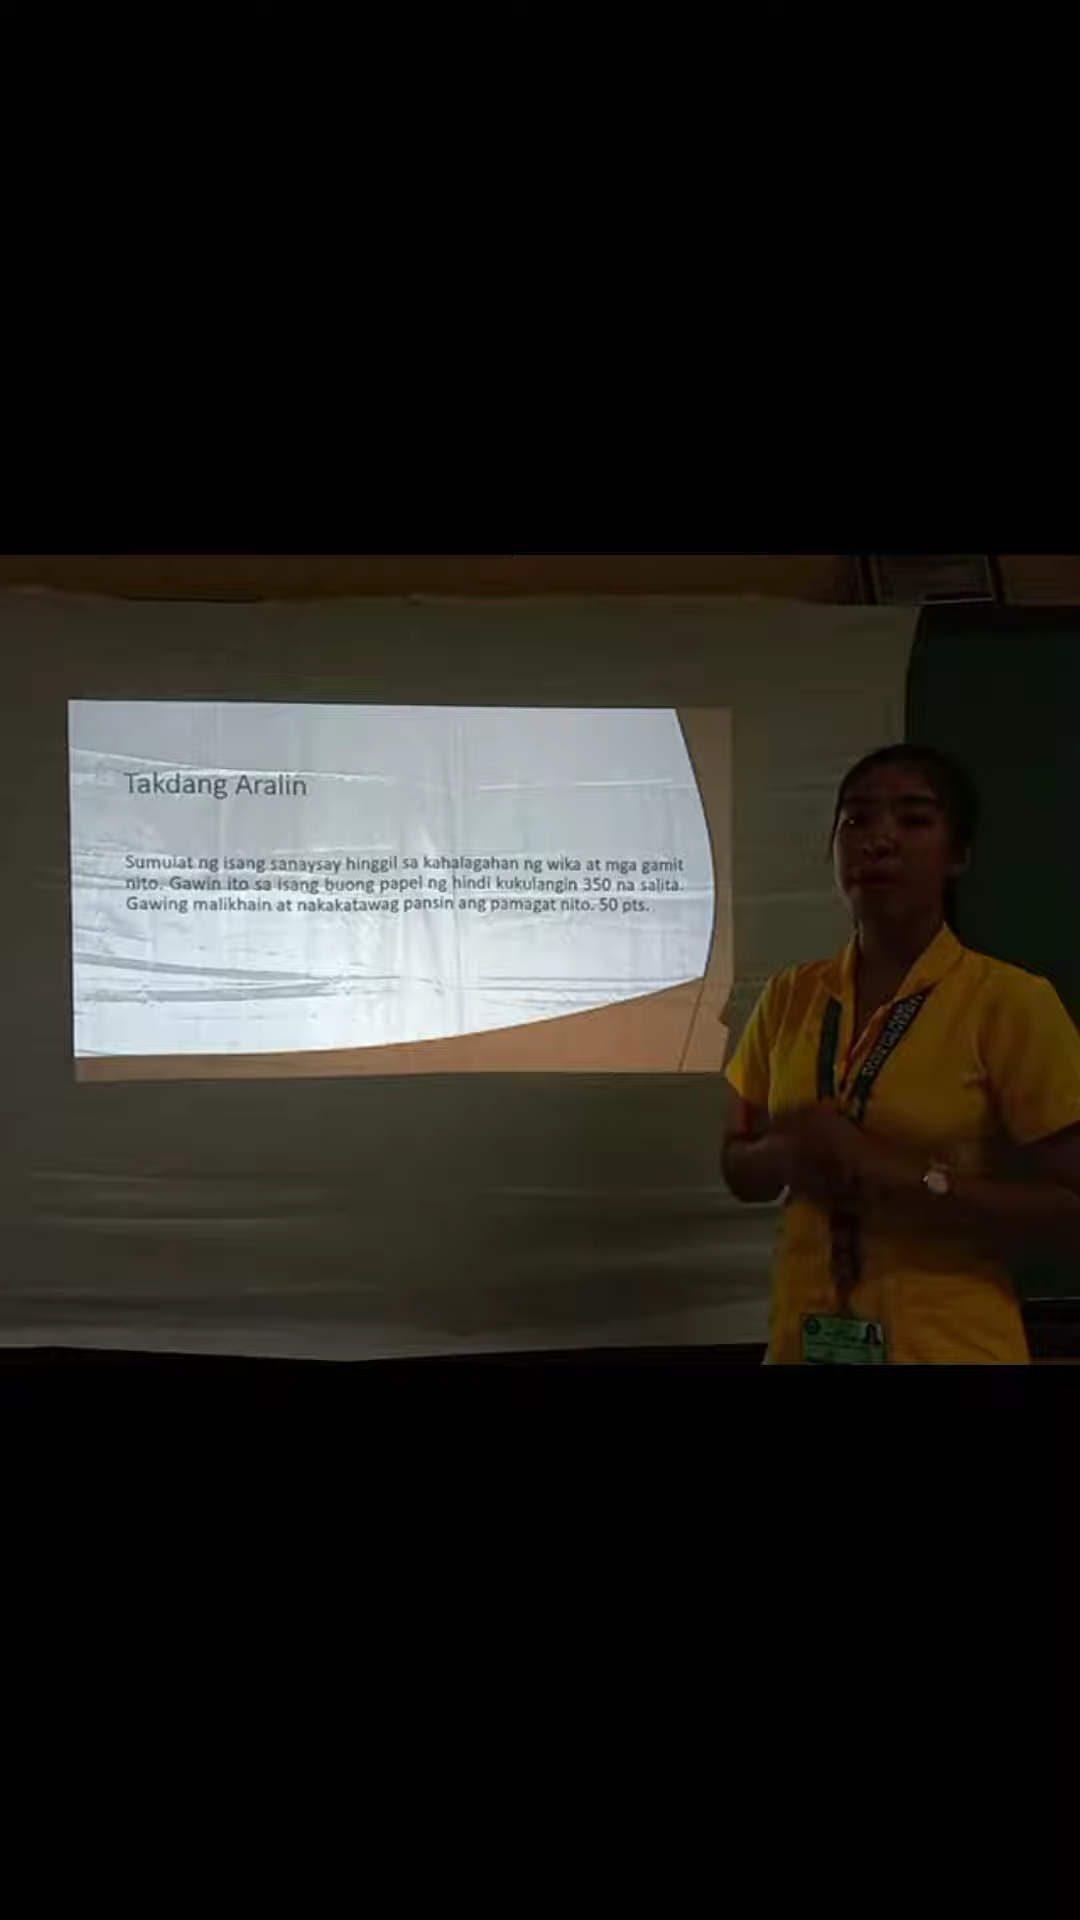 Takdang Aralin
Sumulat ng isang sanaysay hinggil sa kahalagahan ng wika at mga gamit
nito. Gawin ito sa isang buong papel ng hindi kukulangin 350 na salita.
Gawing malikhain at nakakatawag pansin ang pamagat nito. 50 pts.